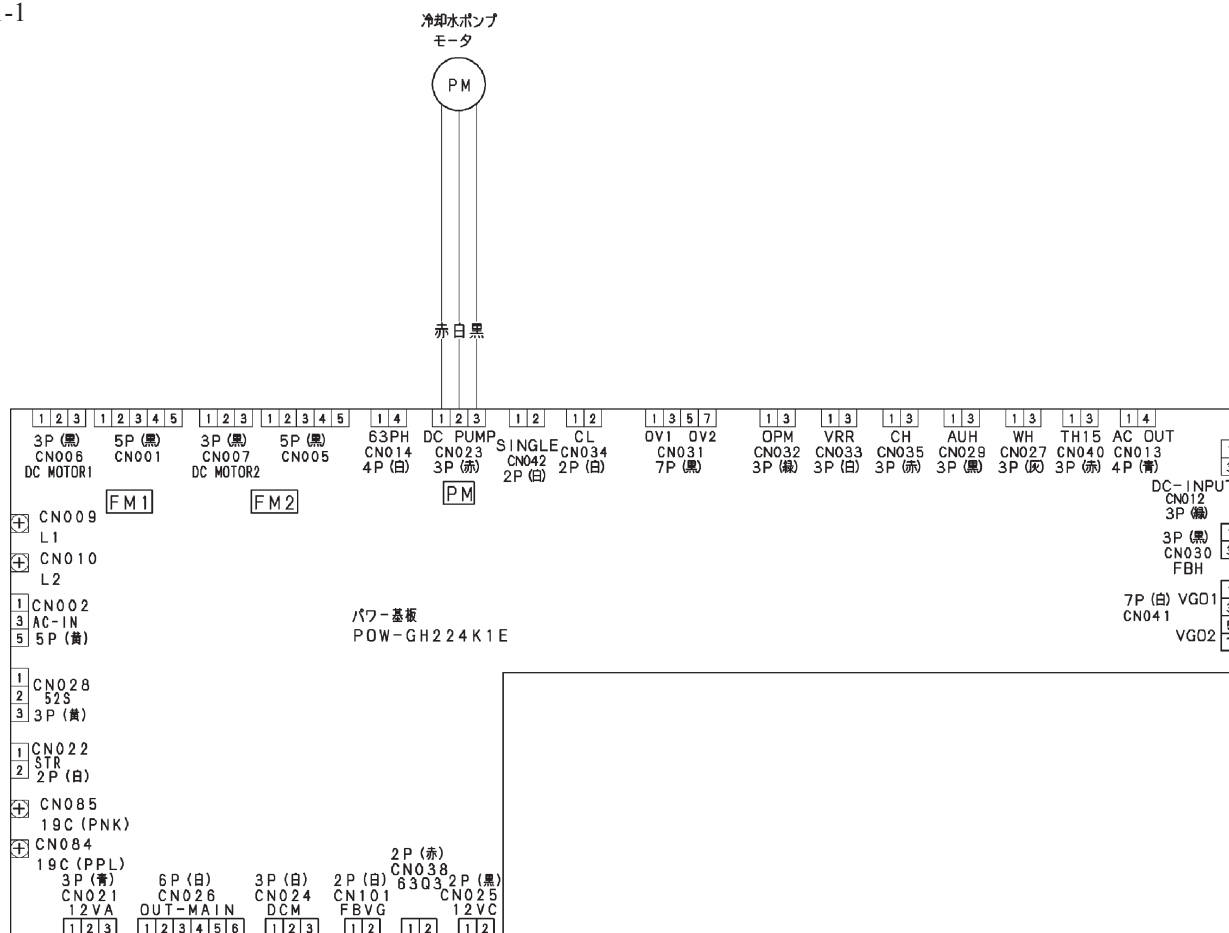 -1
冷却水ポンプ
モータ
PM
赤白黒
1 2 3
1 2 3 4 5
1 2 3
1 2 3 4 5
1 4
1 2 3
1 2
1 2
1 3 5 7
1 3
1 3
1 3
1 3
1 3
1 3
1 4
3P (黒)
CN006
DC MOTOR1
5P (黒)
CN001
3P (黒)
CN007
DC MOTOR2
5P (黒)
CN005
63PH
CN014
4P (白)
DC PUMP
CN023
3P (赤)
SINGLE
CN042
2P (白)
CL
CN034
2P (白)
OV1 OV2
CN031
7P (黒)
OPM
CN032
3P (緑)
VRR
CN033
3P (白)
CH
CN035
3P (赤)
AUH
CN029
3P (黒)
WH
CN027
3P (灰)
TH15
CN040
3P (赤)
AC OUT
CN013
4P (青)
FM1
FM2
PM
DC-INPUT
CN012
3P (緑)
3P (黒)
CN030
FBH
7P (白) VGO1
CN041
VGO2
CN009
L1
CN010
L2
1 CN002
3 AC-IN
5 5P (黄)
1 CN028
2 52S
3 3P (黄)
1 CN022
2 STR
2P (白)
CN085
19C (PNK)
CN084
19C (PPL)
パワー基板
POW-GH224K1E
3P (青)
CN021
12VA
1 2 3
6P (白)
CN026
OUT-MAIN
1 2 3 4 5 6
3P (白)
CN024
DCM
1 2 3
2P (白)
CN101
FBVG
1 2
2P (赤)
CN038
63Q3
1 2
2P (黒)
CN025
12VC
1 2